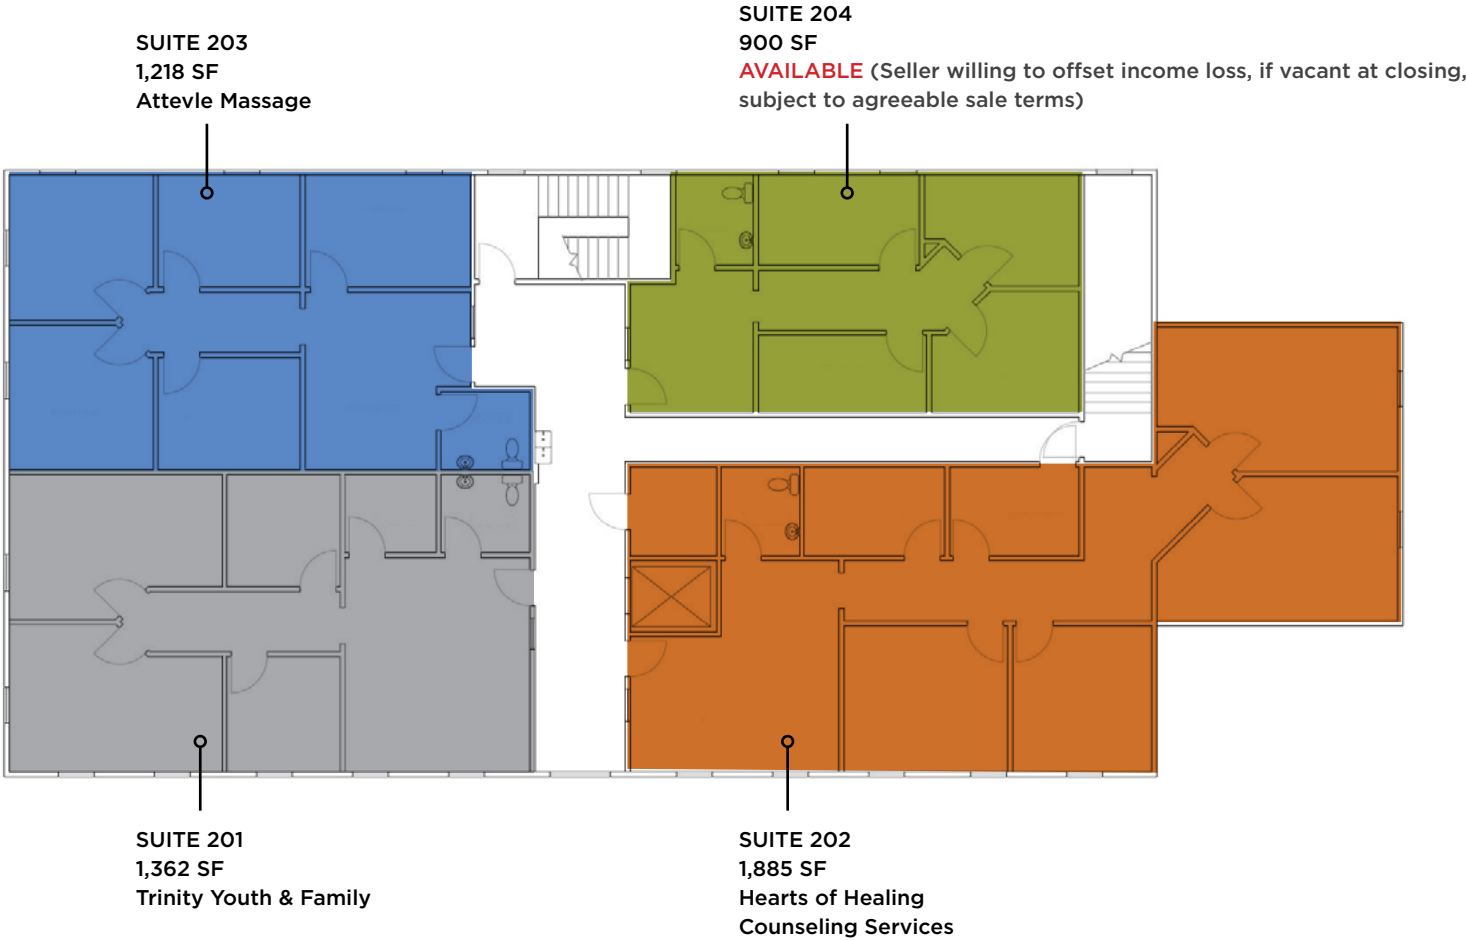 SUITE 203
1,218 SF
Attevle Massage
SUITE 204
900 SF
AVAILABLE (Seller willing to offset income loss, if vacant at closing,
subject to agreeable sale terms)
SUITE 201
1,362 SF
Trinity Youth & Family
SUITE 202
1,885 SF
Hearts of Healing
Counseling Services